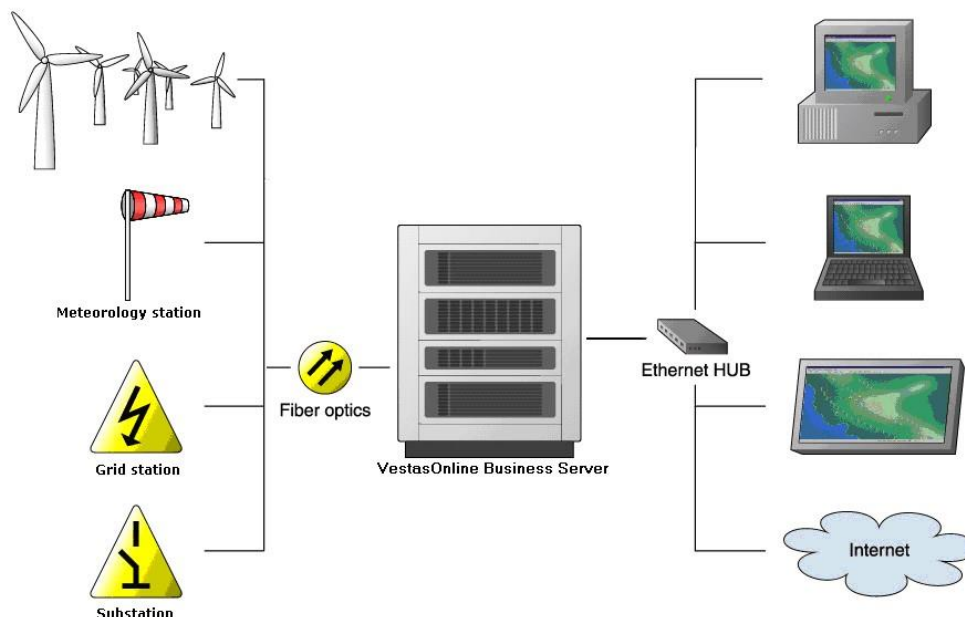 Meteorology station
Fiber optics
Grid station
Substation
VestasOnline Business Server
Ethernet HUB
Internet